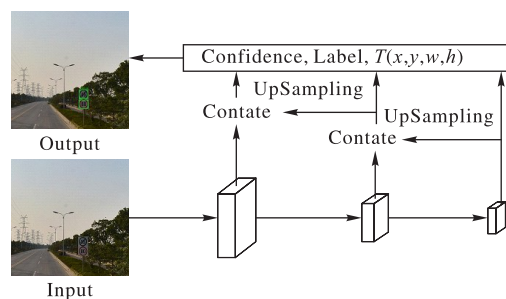 Confidence, Label, T(x,y,w,h)
UpSampling
Contate
UpSampling
Contate
Output
Input